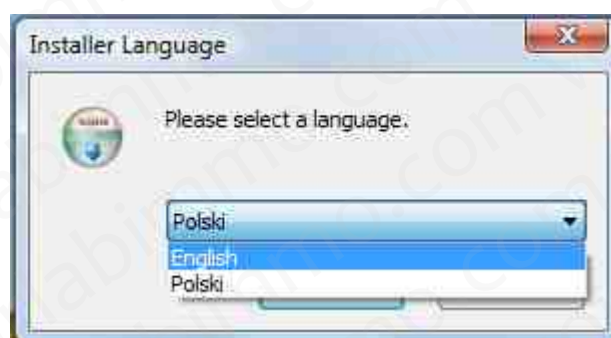 Installer Language
Please select a language.
Polski
English
Polski